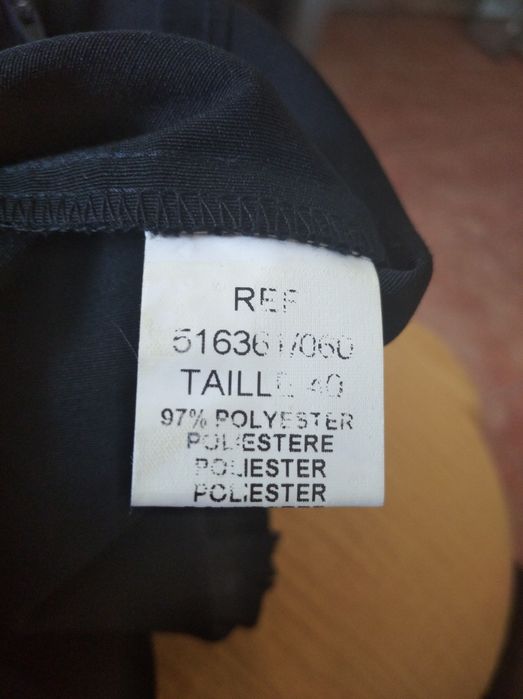 REF
516361/060
TAILLE 40
97% POLYESTER
POLIESTERE
POLIESTER
POLIESTER